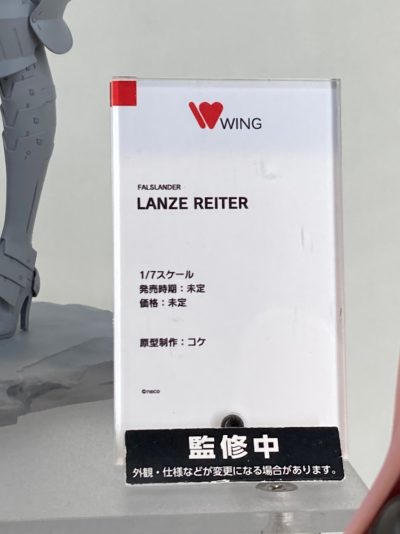 WING
FALSLANDER
LANZE REITER
1/7スケール
発売時期：未定
価格：未定
原型制作：コケ
©neco
監修中
外観・仕様などが変更になる場合があります。